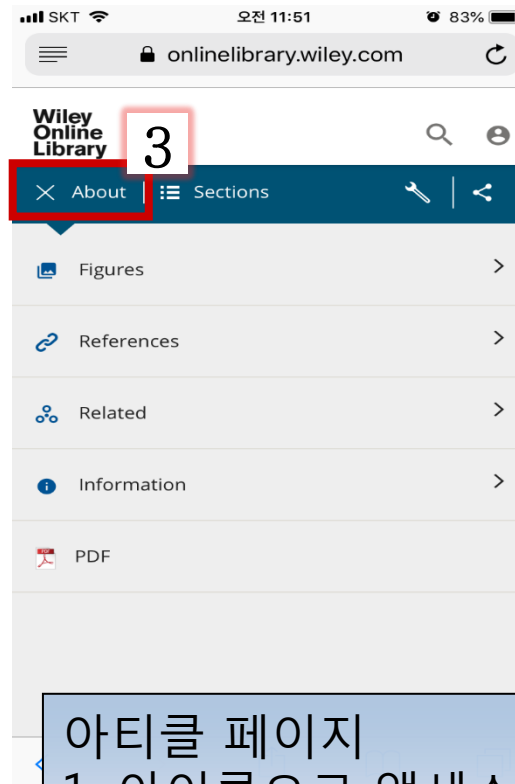 SKT 오전 11:51 83%
onlinelibrary.wiley.com
Wiley
Online
Library
3
About | Sections
Figures
References
Related
Information
PDF
아티클 페이지